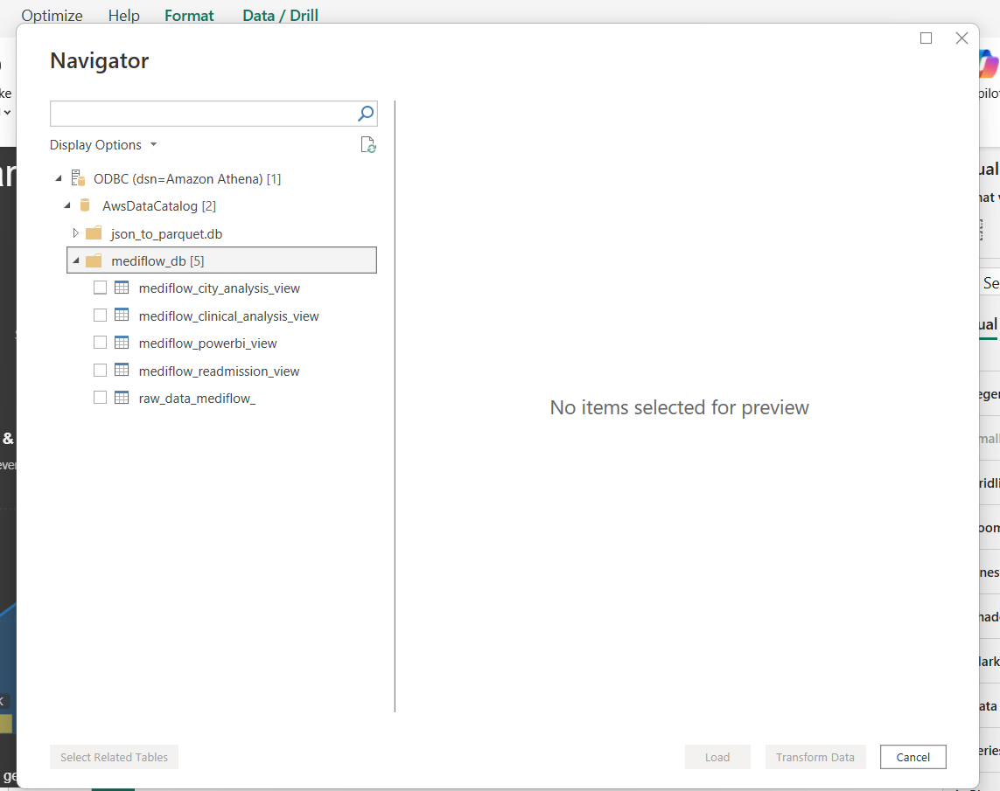 Optimize Help Format Data / Drill
Navigator
Display Options
ODBC (dsn=Amazon Athena) [1]
AwsDataCatalog [2]
json_to_parquet.db
mediflow_db [5]
mediflow_city_analysis_view
mediflow_clinical_analysis_view
mediflow_powerbi_view
mediflow_readmission_view
raw_data_mediflow_
No items selected for preview
Select Related Tables
Load
Transform Data
Cancel
&